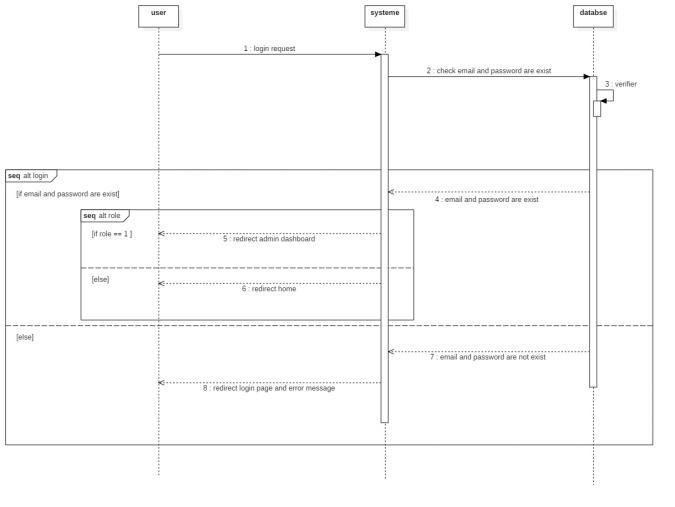 user
systeme
databse
1 : login request
2 : check email and password are exist
3 : verifier
seq alt login
[if email and password are exist]
4 : email and password are exist
seq alt role
[if role == 1 ]
5 : redirect admin dashboard
[else]
6 : redirect home
[else]
7 : email and password are not exist
8 : redirect login page and error message